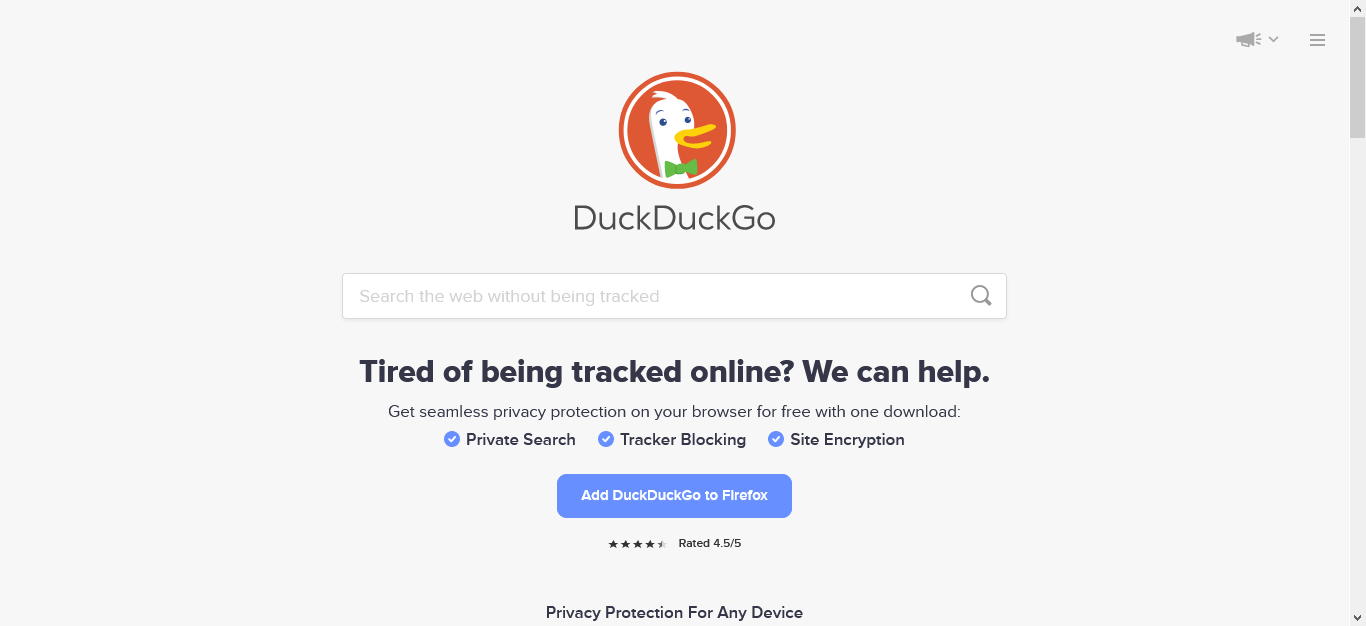 DuckDuckGo
Search the web without being tracked
Tired of being tracked online? We can help.
Get seamless privacy protection on your browser for free with one download:
Private Search Tracker Blocking Site Encryption
Add DuckDuckGo to Firefox
Rated 4.5/5
Privacy Protection For Any Device